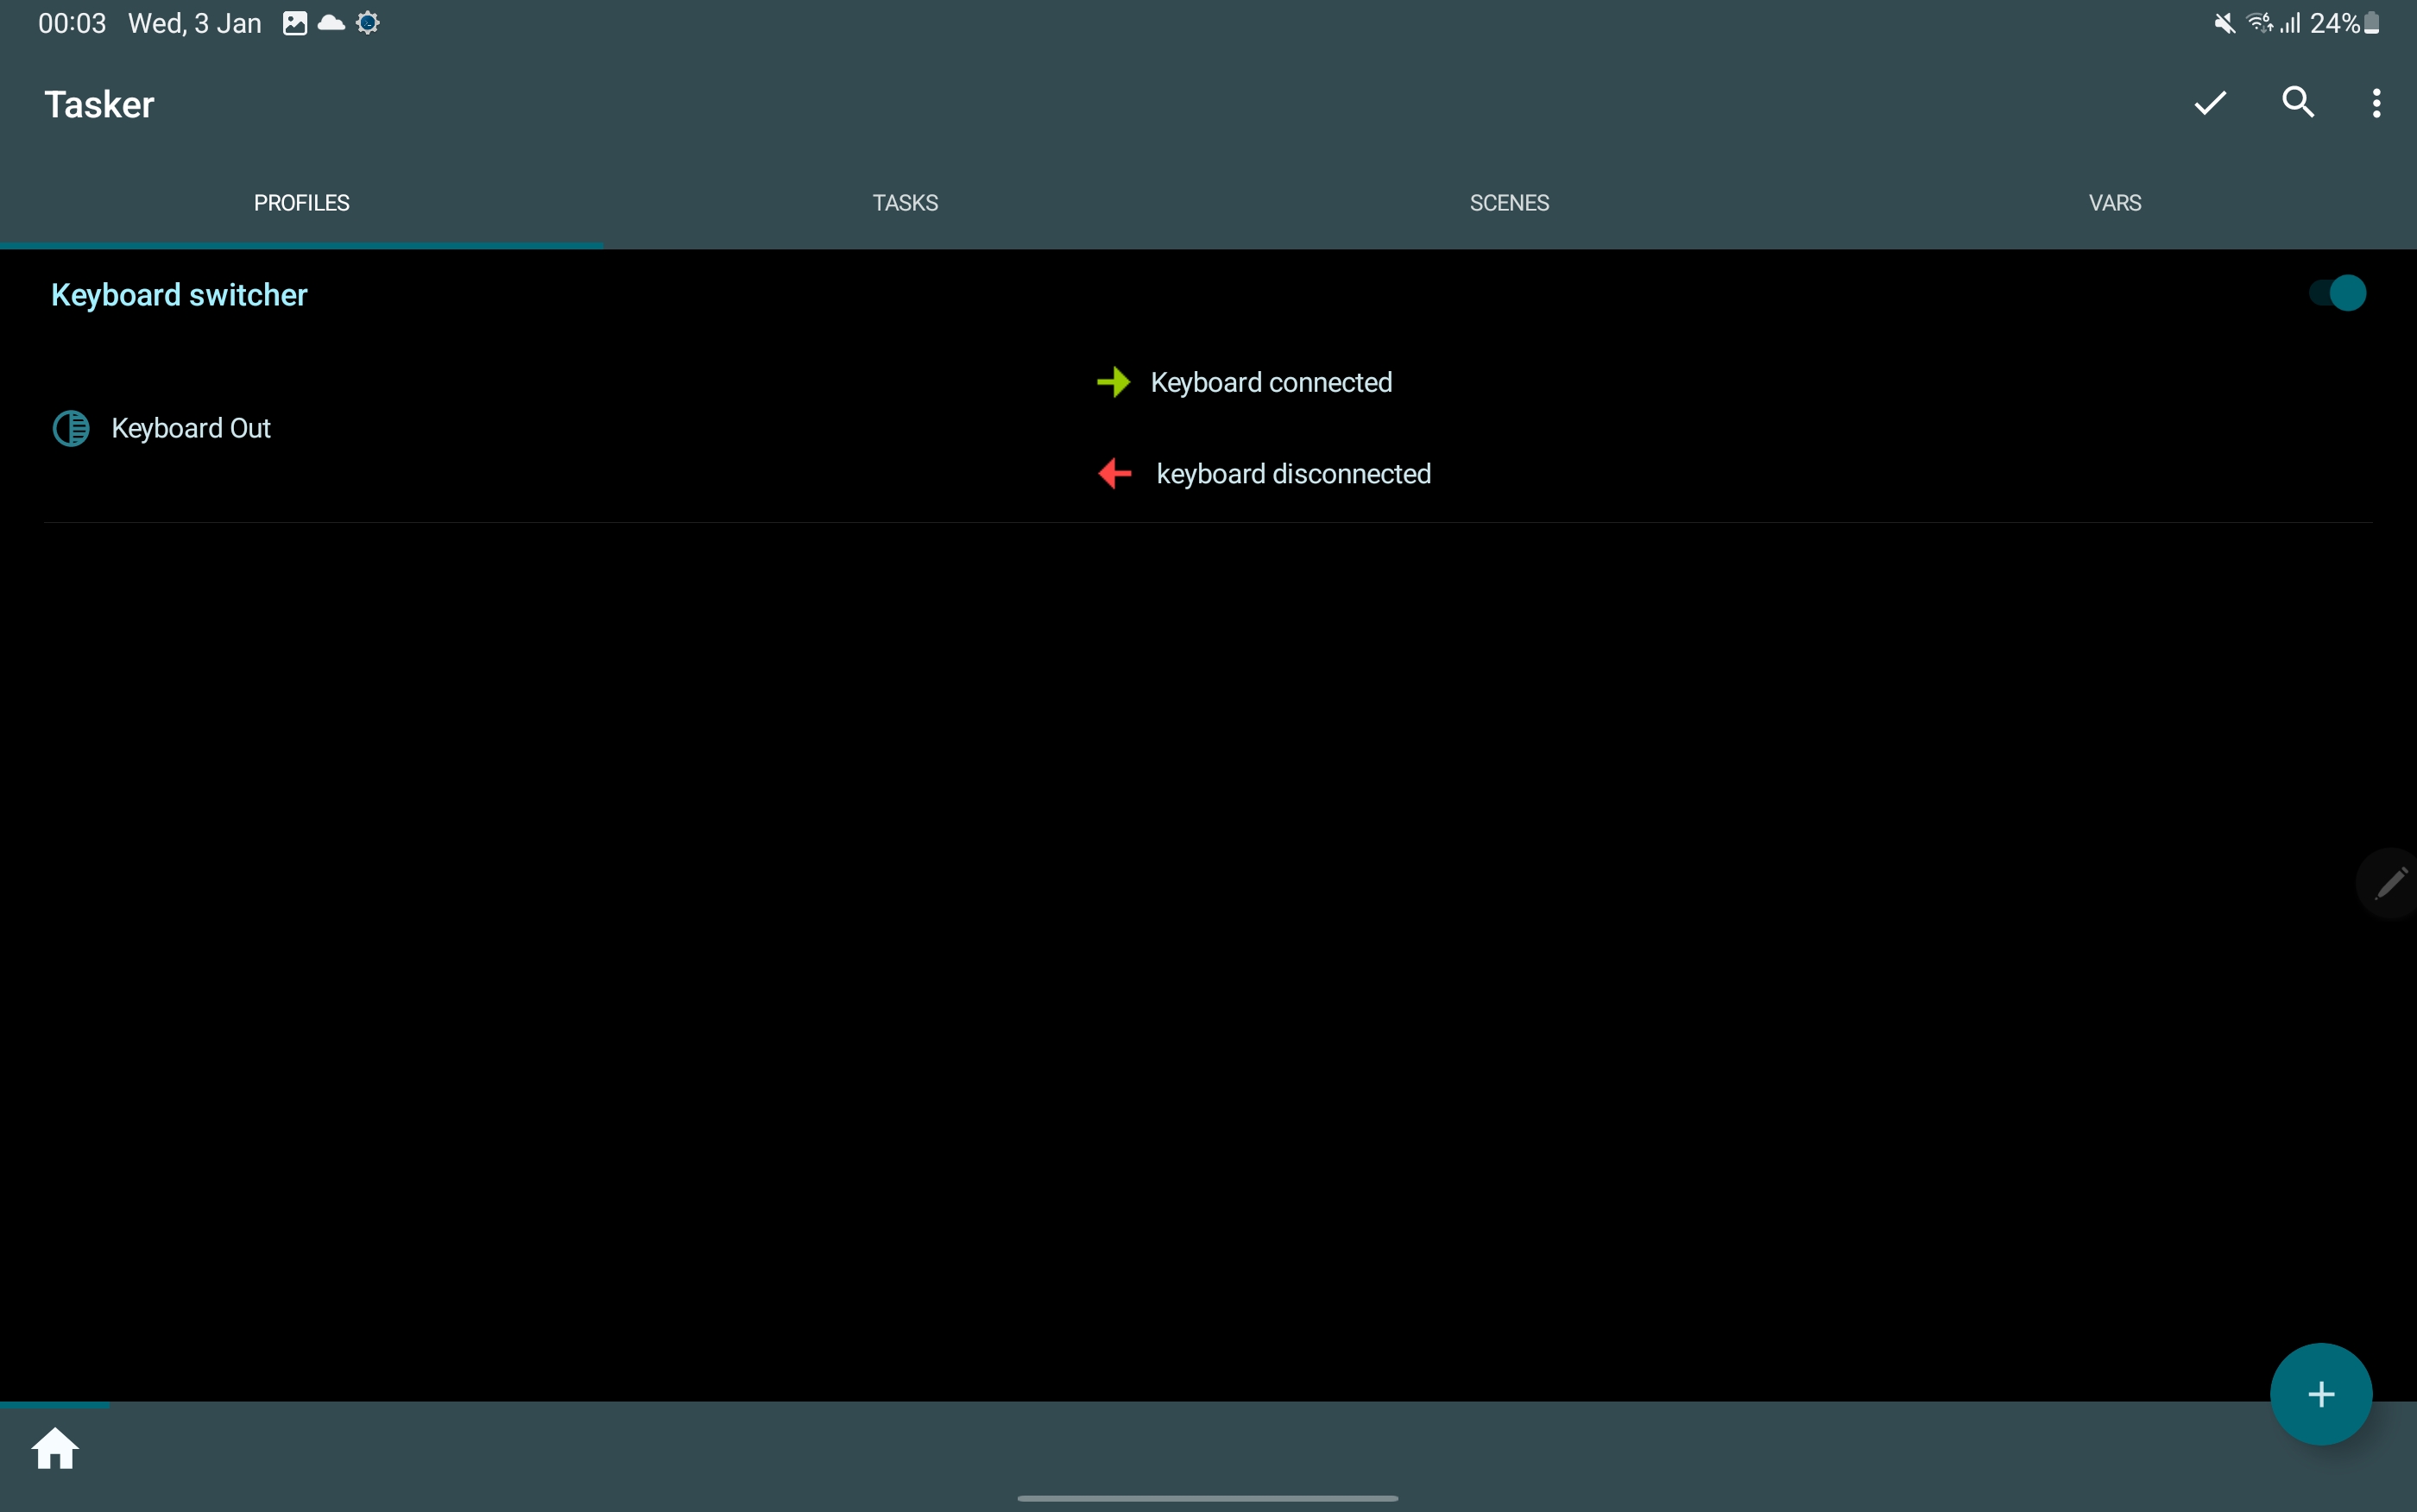 00:03 Wed, 3 Jan 24%
Tasker
PROFILES TASKS SCENES VARS
Keyboard switcher
Keyboard connected
Keyboard Out
keyboard disconnected